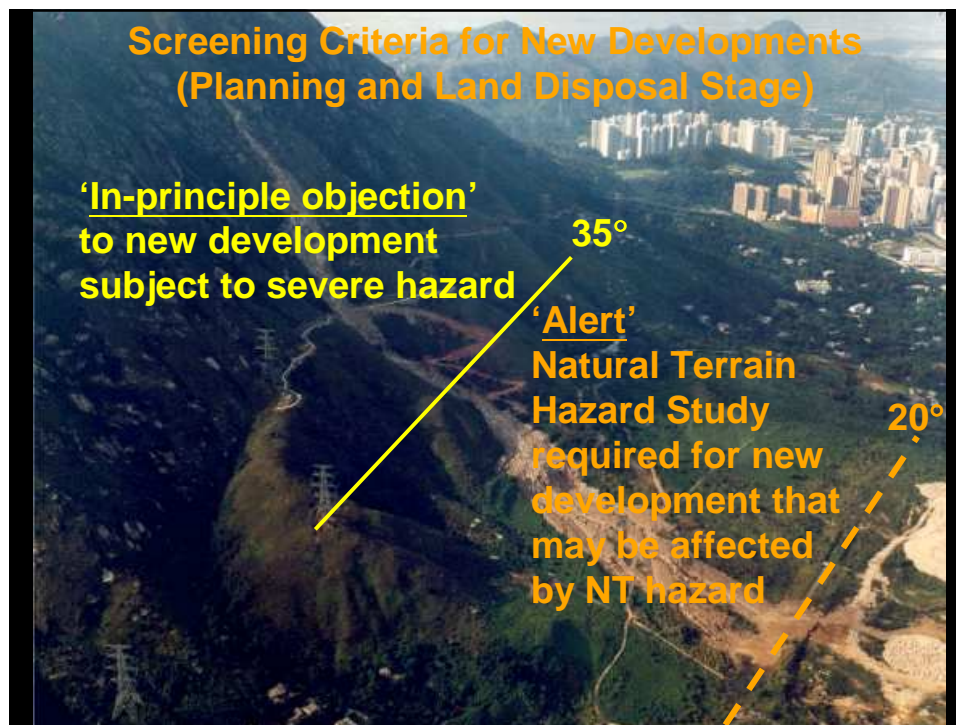 Screening Criteria for New Developments
(Planning and Land Disposal Stage)
‘In-principle objection’
to new development
subject to severe hazard
35°
‘Alert’
Natural Terrain
Hazard Study
required for new
development that
may be affected
by NT hazard
20°